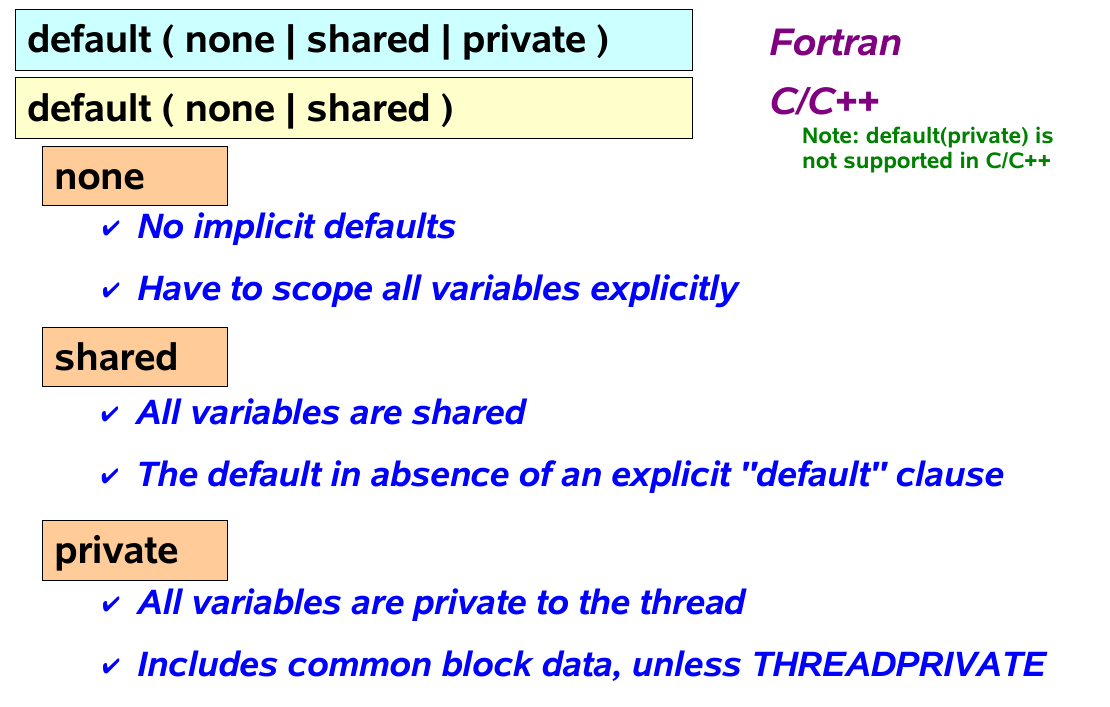 default ( none | shared | private )
Fortran
default ( none | shared )
C/C++
Note: default(private) is
not supported in C/C++
none
✔ No implicit defaults
✔ Have to scope all variables explicitly
shared
✔ All variables are shared
✔ The default in absence of an explicit "default" clause
private
✔ All variables are private to the thread
✔ Includes common block data, unless THREADPRIVATE